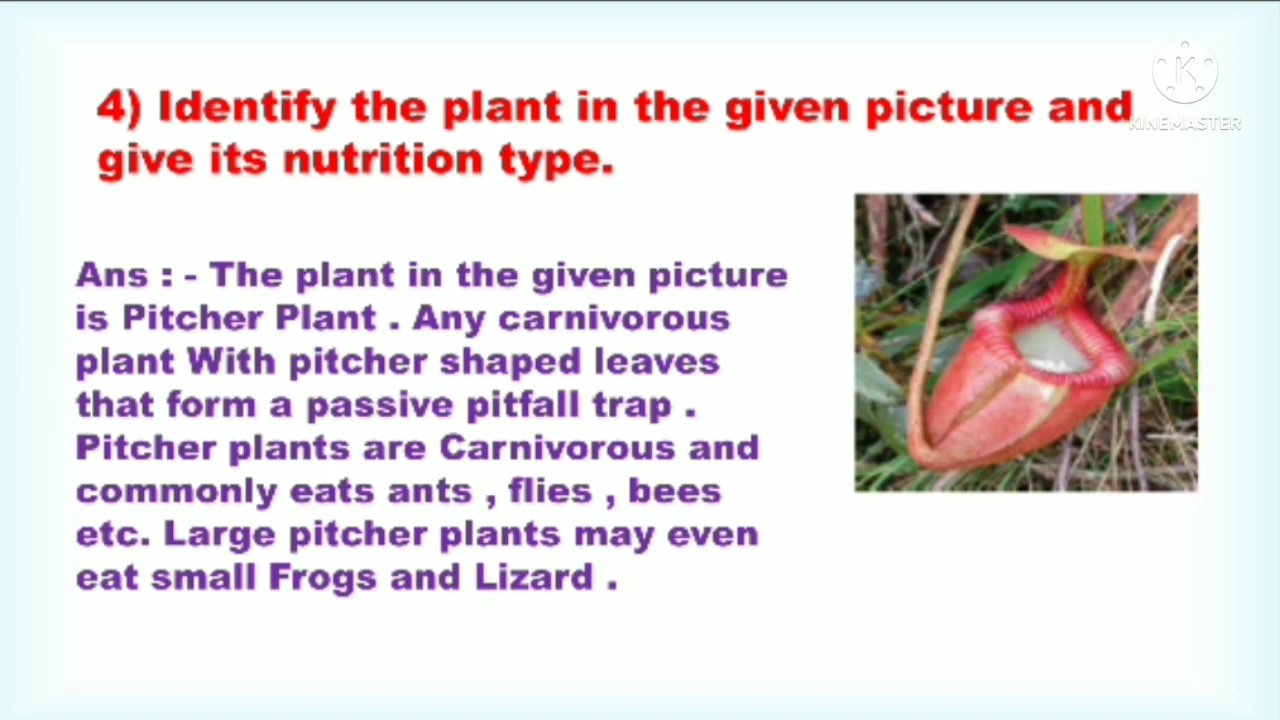 4) Identify the plant in the given picture and
give its nutrition type.
KINEMASTER
Ans : - The plant in the given picture
is Pitcher Plant . Any carnivorous
plant With pitcher shaped leaves
that form a passive pitfall trap .
Pitcher plants are Carnivorous and
commonly eats ants , flies , bees
etc. Large pitcher plants may even
eat small Frogs and Lizard .